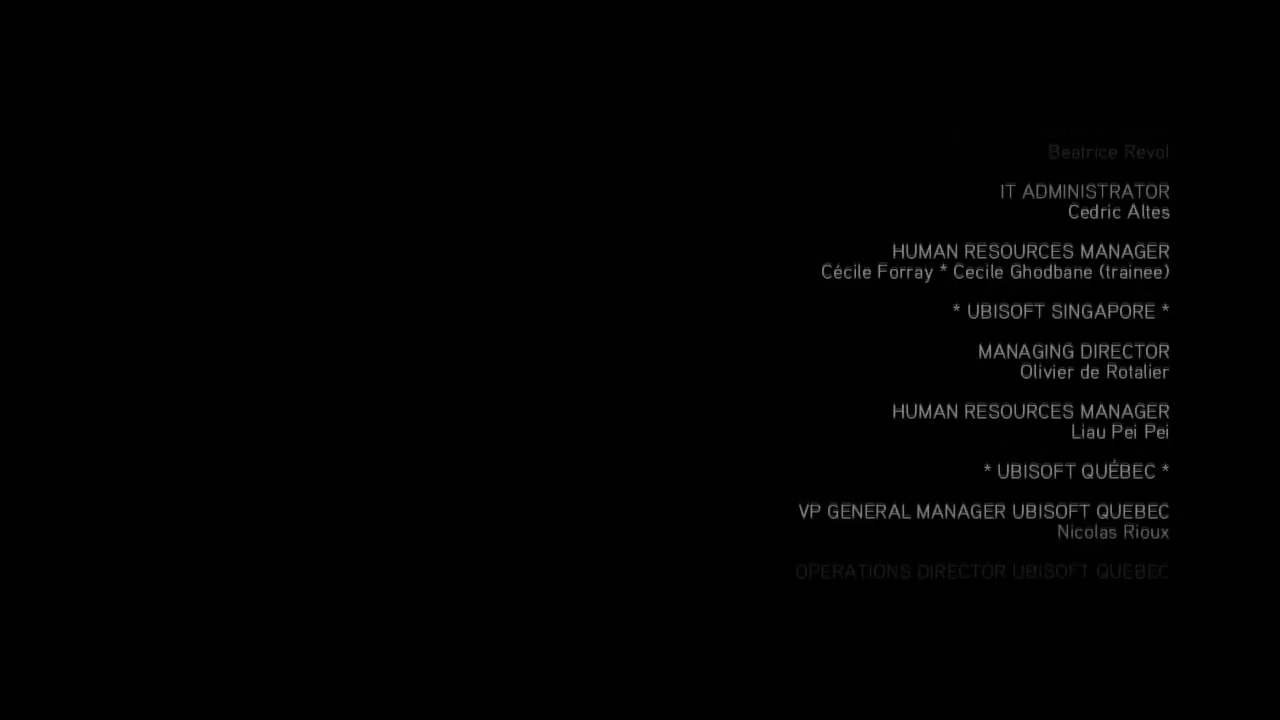 Beatrice Revol
IT ADMINISTRATOR
Cedric Altes
HUMAN RESOURCES MANAGER
Cécile Forray * Cecile Ghodbane (trainee)
* UBISOFT SINGAPORE *
MANAGING DIRECTOR
Olivier de Rotalier
HUMAN RESOURCES MANAGER
Liau Pei Pei
* UBISOFT QUÉBEC *
VP GENERAL MANAGER UBISOFT QUEBEC
Nicolas Rioux
OPERATIONS DIRECTOR UBISOFT QUEBEC